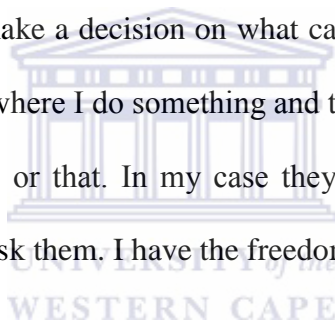 ake a decision on what ca
where I do something and t
or that. In my case they
sk them. I have the freedom
UNIVERSITY of the
WESTERN CAPE